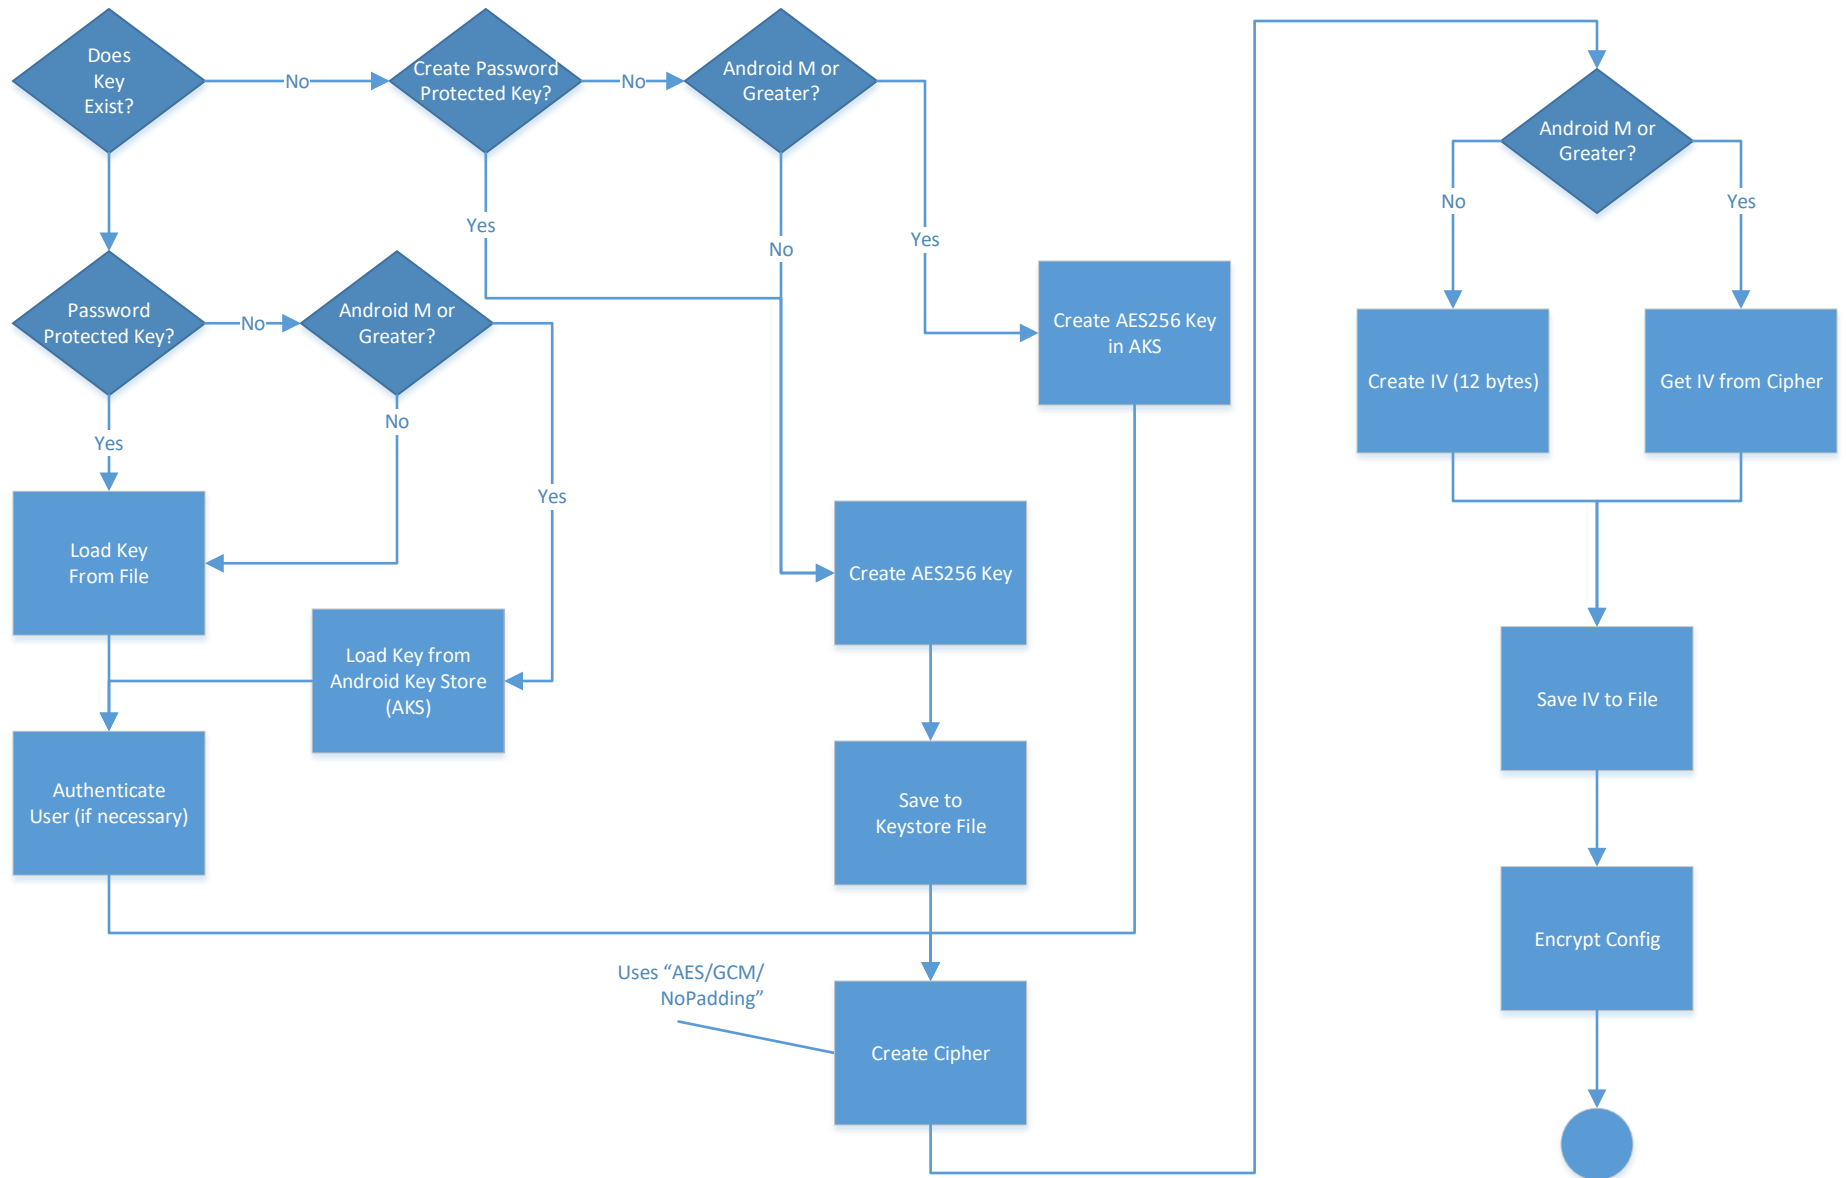 Does
Key
Exist?
No
Create Password
Protected Key?
No
Android M or
Greater?
Yes
No
Yes
Password
Protected Key?
No
Android M or
Greater?
Yes
No
Yes
Load Key
From File
Load Key from
Android Key Store
(AKS)
Authenticate
User (if necessary)
Create AES256 Key
in AKS
Create AES256 Key
Save to
Keystore File
Uses “AES/GCM/
NoPadding”
Create Cipher
Android M or
Greater?
No
Yes
Create IV (12 bytes)
Get IV from Cipher
Save IV to File
Encrypt Config